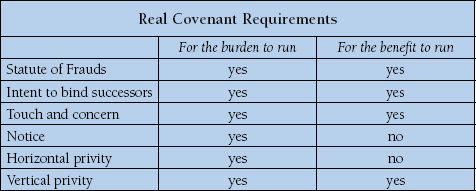 Real Covenant Requirements
For the burden to run For the benefit to run
Statute of Frauds yes yes
Intent to bind successors yes yes
Touch and concern yes yes
Notice yes no
Horizontal privity yes no
Vertical privity yes yes